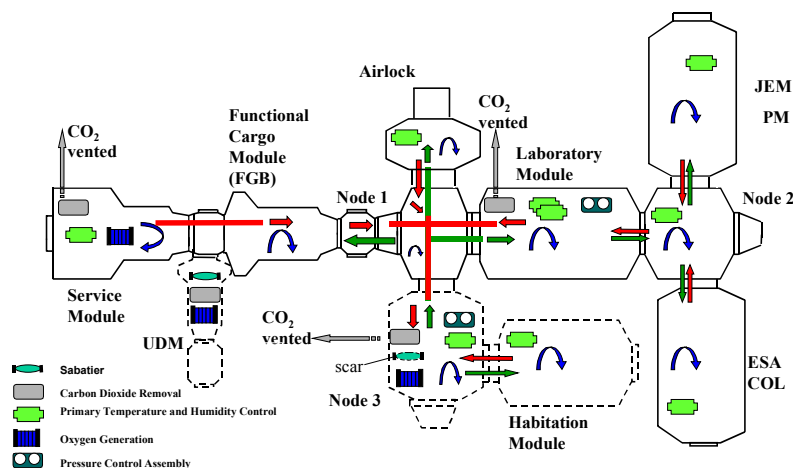 Airlock
JEM
PM
CO2
vented
Functional
Cargo
Module
(FGB)
CO2
vented
Laboratory
Module
Node 1
Node 2
Service
Module
UDM
CO2
vented
scar
Node 3
Habitation
Module
ESA
COL
Sabatier
Carbon Dioxide Removal
Primary Temperature and Humidity Control
Oxygen Generation
Pressure Control Assembly